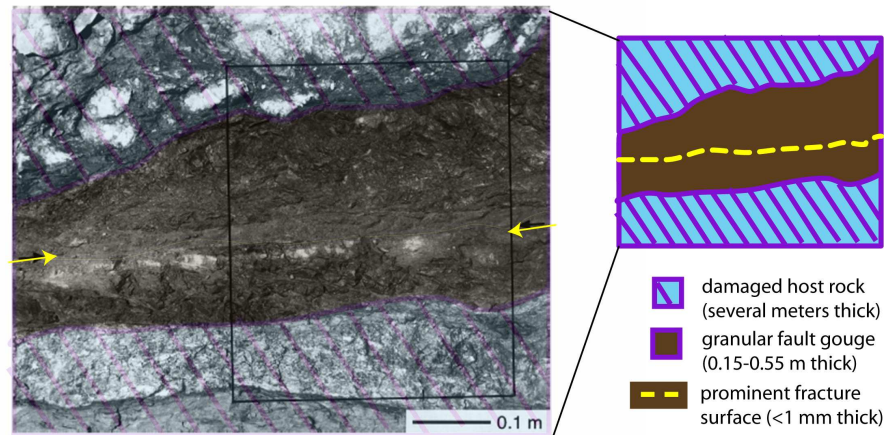 0.1 m
damaged host rock
(several meters thick)
granular fault gouge
(0.15-0.55 m thick)
prominent fracture
surface (<1 mm thick)